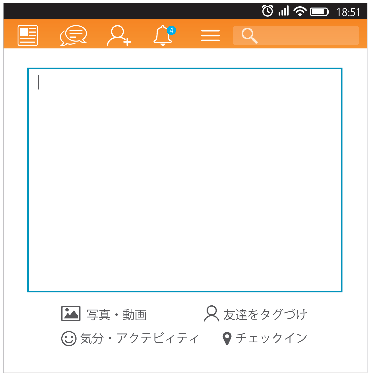 18:51
4
写真・動画
友達をタグづけ
気分・アクテビィティ
チェックイン